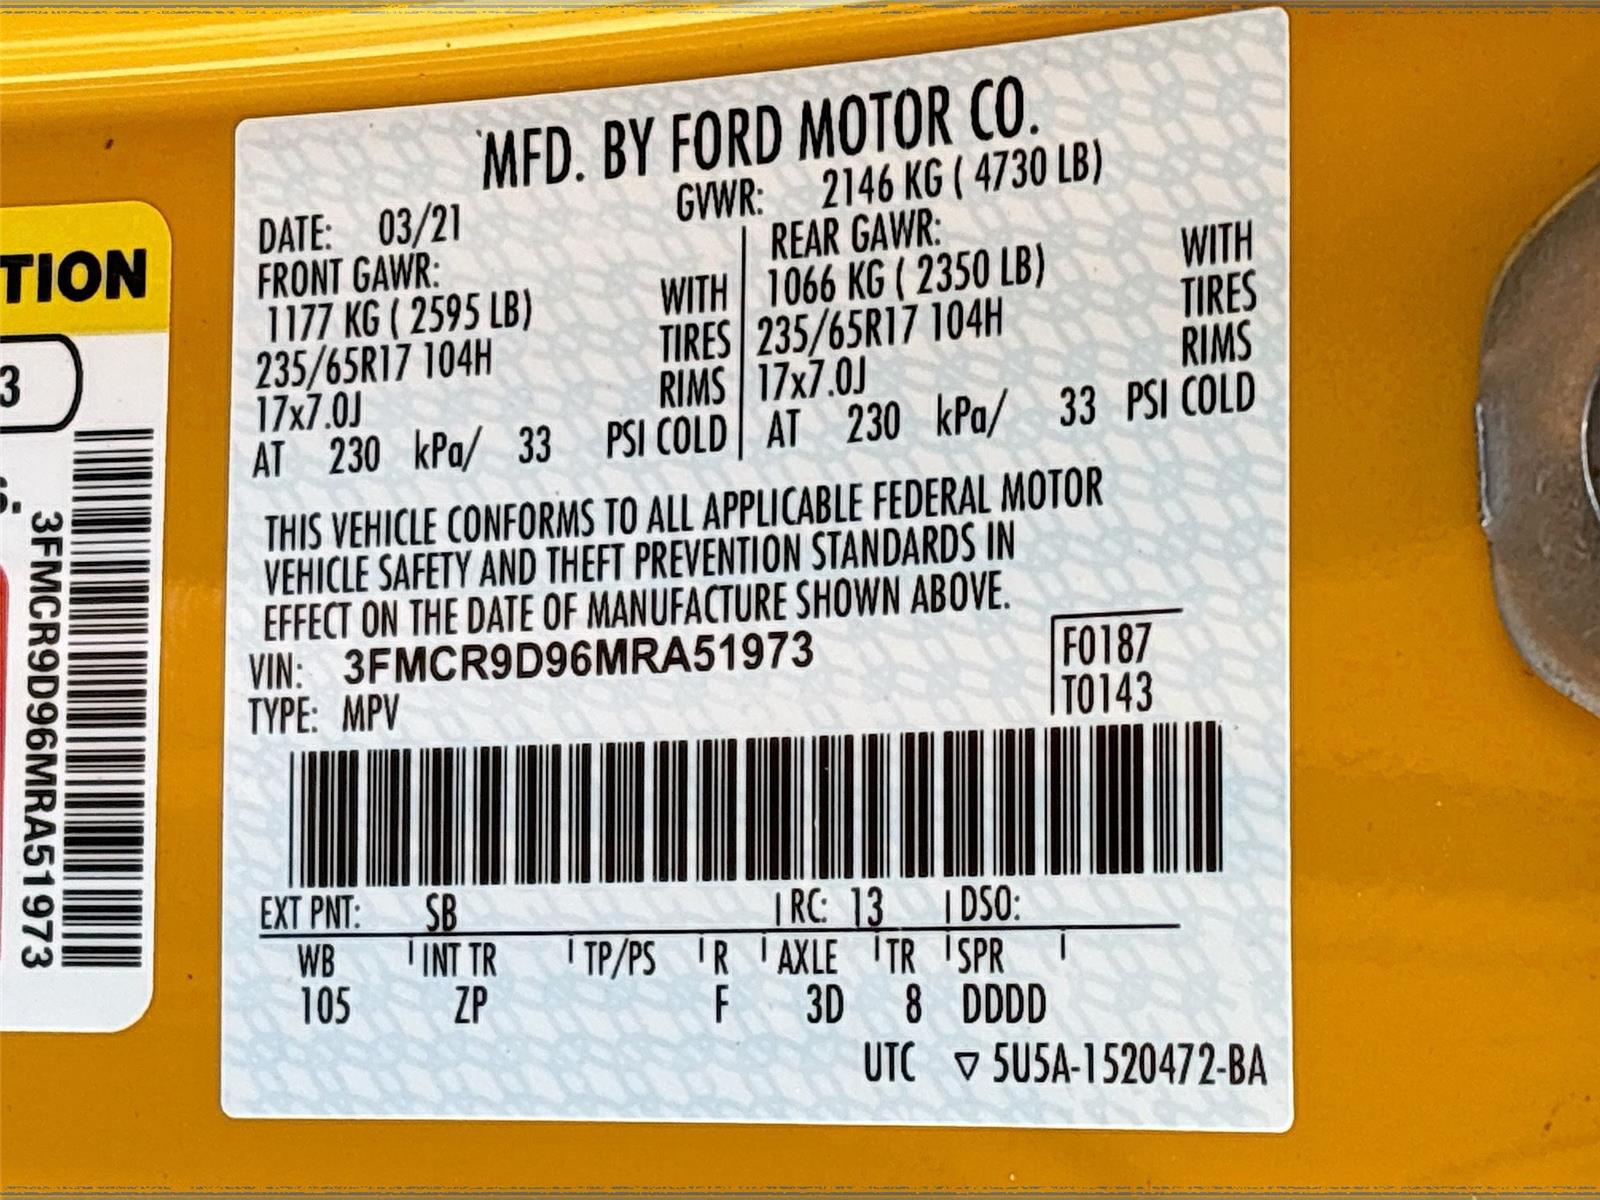 MFD. BY FORD MOTOR CO.
DATE: 03/21 GVWR: 2146 KG ( 4730 LB)
FRONT GAWR:
1177 KG ( 2595 LB) WITH
235/65R17 104H TIRES
17x7.0J RIMS
AT 230 kPa/ 33 PSI COLD
REAR GAWR: WITH
1066 KG ( 2350 LB) TIRES
235/65R17 104H RIMS
17x7.0J
AT 230 kPa/ 33 PSI COLD
THIS VEHICLE CONFORMS TO ALL APPLICABLE FEDERAL MOTOR
VEHICLE SAFETY AND THEFT PREVENTION STANDARDS IN
EFFECT ON THE DATE OF MANUFACTURE SHOWN ABOVE.
VIN: 3FMCR9D96MRA51973
TYPE: MPV
F0187
T0143
EXT PNT: SB RC: 13 DSO:
WB INT TR TP/PS R AXLE TR SPR
105 ZP F 3D 8 DDDD
UTC ▽ 5U5A-1520472-BA
TION
3
S.
3FMCR9D96MRA51973